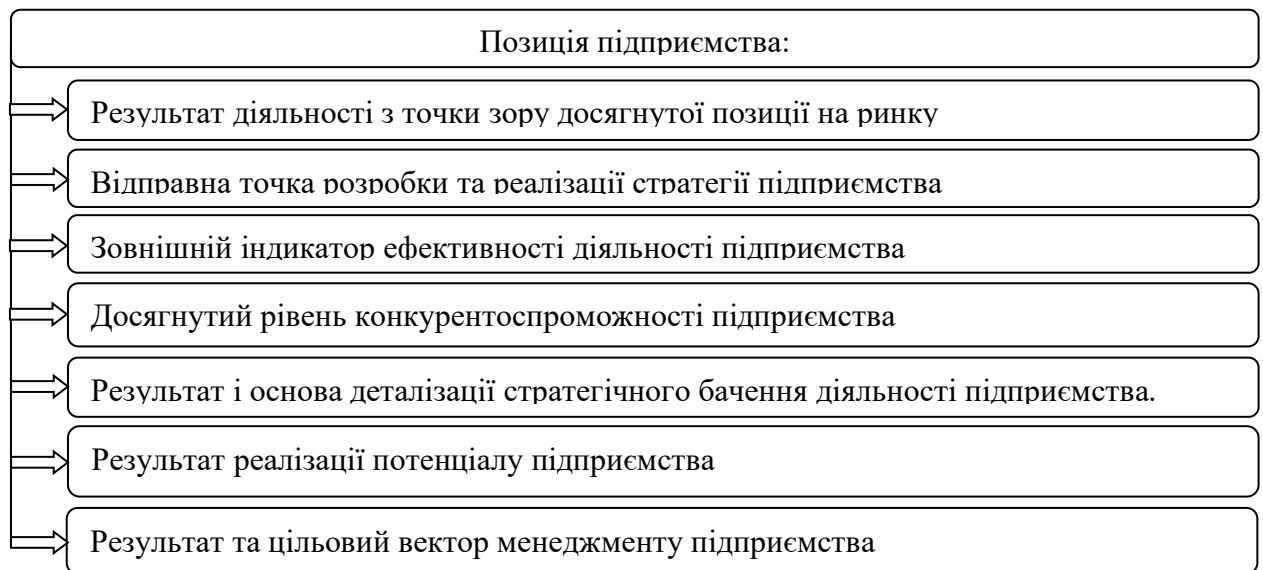 Позиція підприємства:
Результат діяльності з точки зору досягнутої позиції на ринку
Відправна точка розробки та реалізації стратегії підприємства
Зовнішній індикатор ефективності діяльності підприємства
Досягнутий рівень конкурентоспроможності підприємства
Результат і основа деталізації стратегічного бачення діяльності підприємства.
Результат реалізації потенціалу підприємства
Результат та цільовий вектор менеджменту підприємства